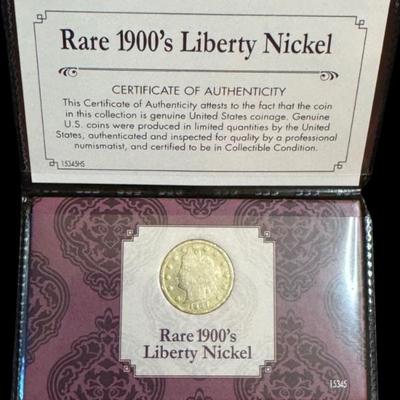 Rare 1900's Liberty Nickel
CERTIFICATE OF AUTHENTICITY
This Certificate of Authenticity attests to the fact that the coin
in this collection is genuine United States coinage. Genuine
U.S. coins were produced in limited quantities by the United
States, authenticated and inspected for quality by a professional
numismatist, and certified to be in Collectible Condition.
15345HS
Rare 1900's
Liberty Nickel
15345